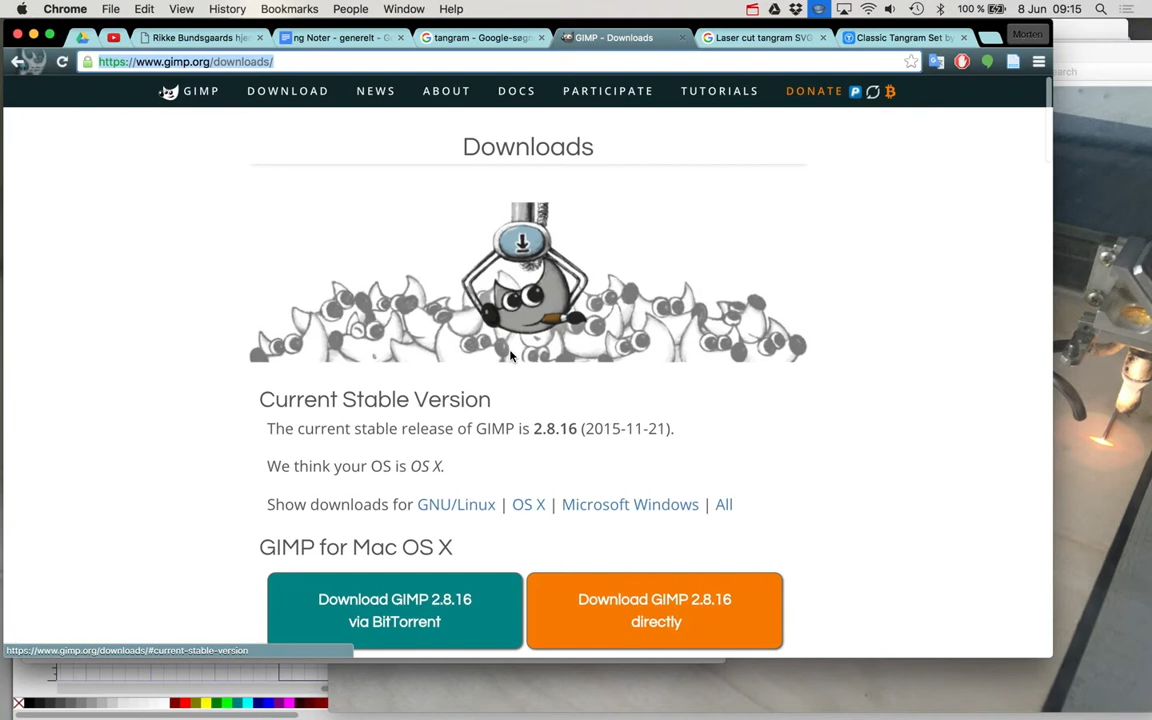 Chrome File Edit View History Bookmarks People Window Help 100 % 8 Jun 09:15
Rikke Bundsgaards hje ng Noter - generelt - G tangram - Google-søgn GIMP - Downloads Laser cut tangram SVG Classic Tangram Set by Morten
https://www.gimp.org/downloads/
earch
GIMP DOWNLOAD NEWS ABOUT DOCS PARTICIPATE TUTORIALS DONATE
Downloads
Current Stable Version
The current stable release of GIMP is 2.8.16 (2015-11-21).
We think your OS is OS X.
Show downloads for GNU/Linux | OS X | Microsoft Windows | All
GIMP for Mac OS X
Download GIMP 2.8.16
via BitTorrent
Download GIMP 2.8.16
directly
https://www.gimp.org/downloads/#current-stable-version